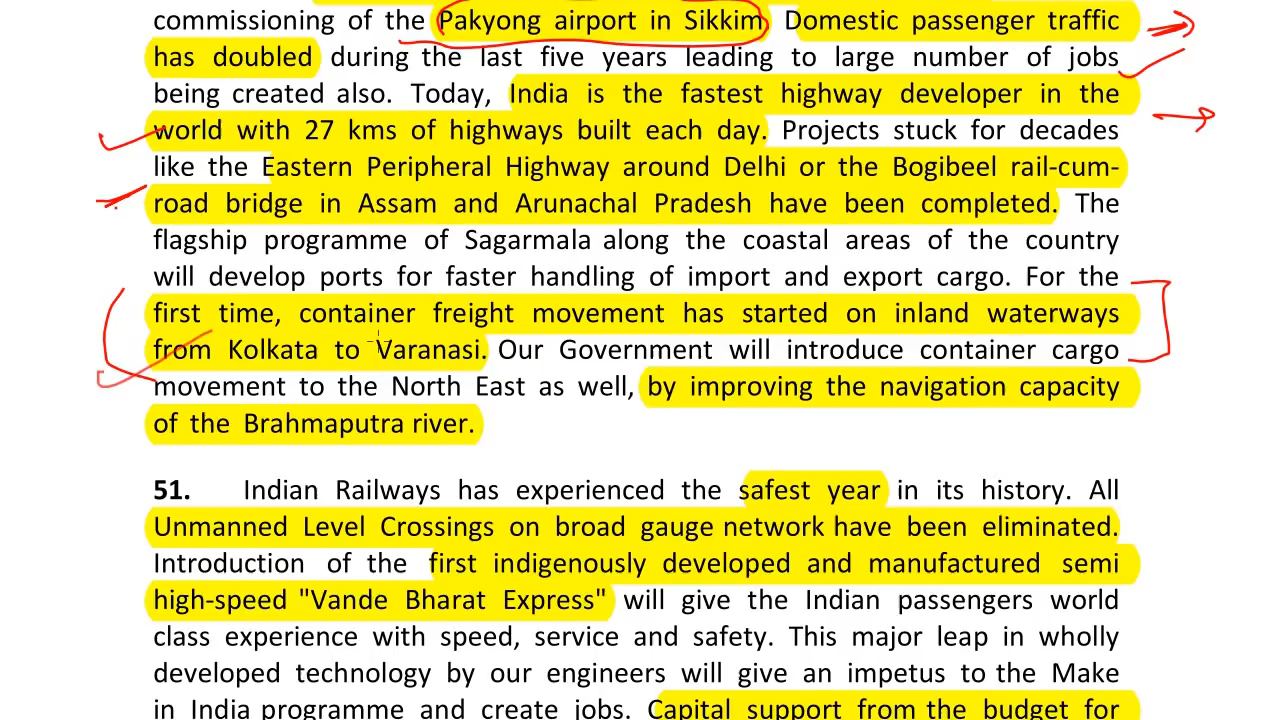 commissioning of the Pakyong airport in Sikkim. Domestic passenger traffic
has doubled during the last five years leading to large number of jobs
being created also. Today, India is the fastest highway developer in the
world with 27 kms of highways built each day. Projects stuck for decades
like the Eastern Peripheral Highway around Delhi or the Bogibeel rail-cum-
road bridge in Assam and Arunachal Pradesh have been completed. The
flagship programme of Sagarmala along the coastal areas of the country
will develop ports for faster handling of import and export cargo. For the
first time, container freight movement has started on inland waterways
from Kolkata to Varanasi. Our Government will introduce container cargo
movement to the North East as well, by improving the navigation capacity
of the Brahmaputra river.
51. Indian Railways has experienced the safest year in its history. All
Unmanned Level Crossings on broad gauge network have been eliminated.
Introduction of the first indigenously developed and manufactured semi
high-speed "Vande Bharat Express" will give the Indian passengers world
class experience with speed, service and safety. This major leap in wholly
developed technology by our engineers will give an impetus to the Make
in India programme and create jobs. Capital support from the budget for